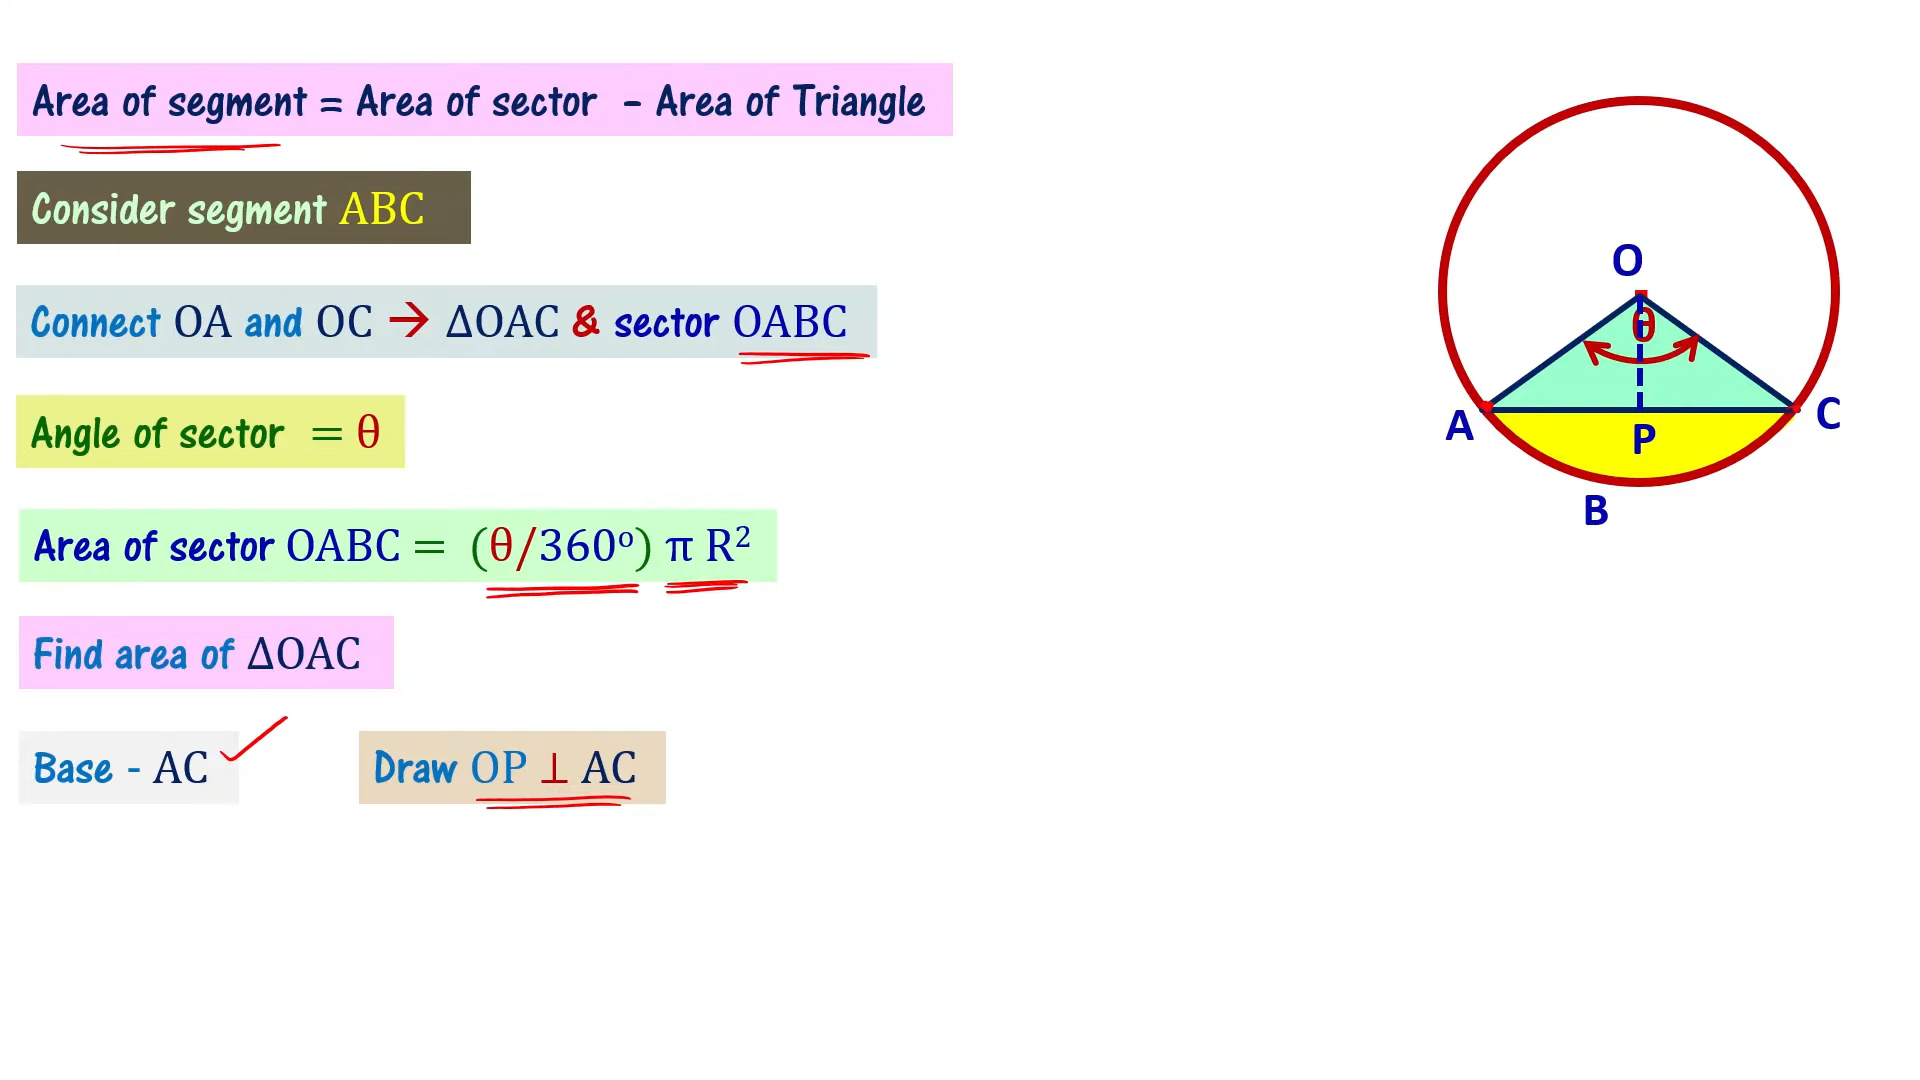 Area of segment = Area of sector – Area of Triangle
Consider segment ABC
Connect OA and OC → ΔOAC & sector OABC
Angle of sector = θ
Area of sector OABC = (θ/360º) π R²
Find area of ΔOAC
Base - AC
Draw OP ⊥ AC
O
θ
A
P
C
B